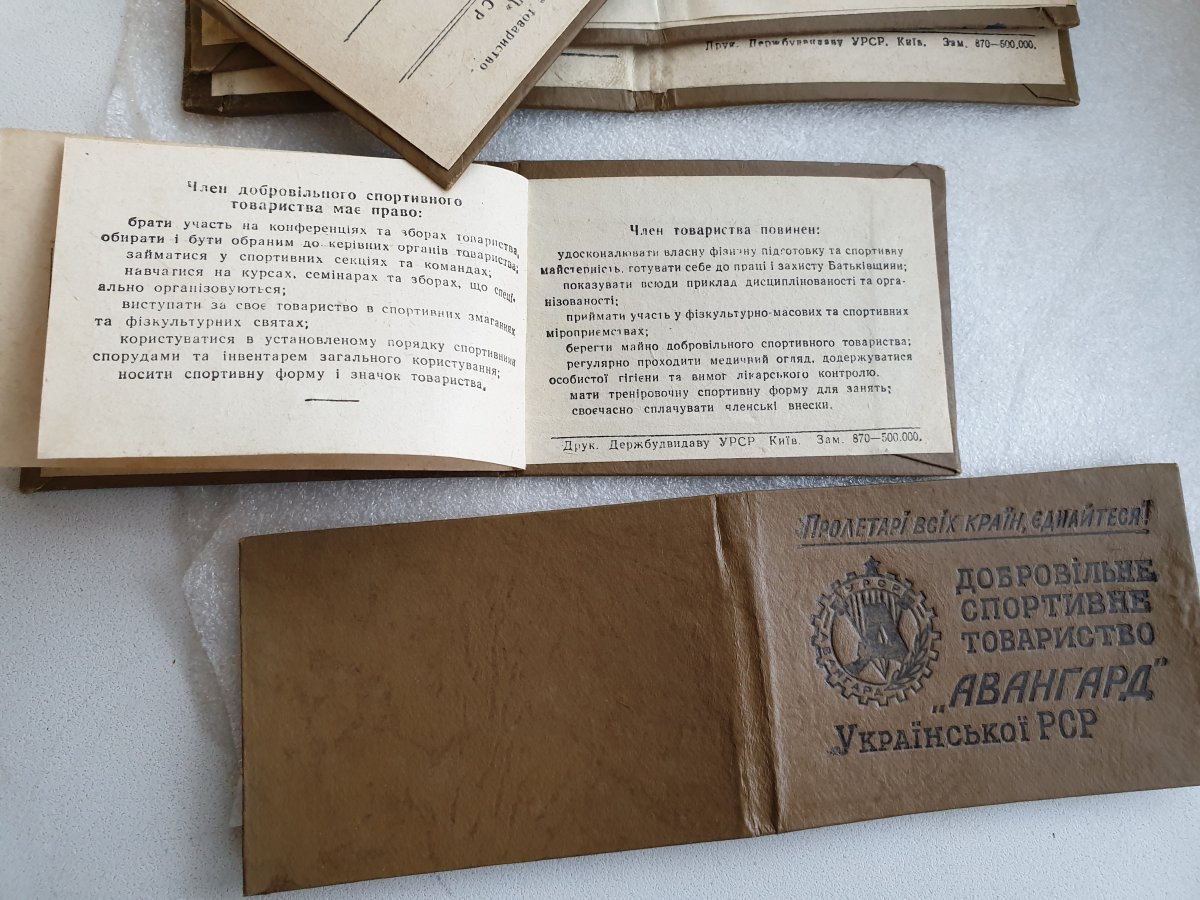 Товариство
Друк. Держбудвидаву УРСР, Київ. Зам. 870—500.000.
Член добровільного спортивного
товариства має право:
брати участь на конференціях та зборах товариства,
обирати і бути обраним до керівних органів товариства;
займатися у спортивних секціях та командах;
навчатися на курсах, семінарах та зборах, що спеці-
ально організовуються;
виступати за своє товариство в спортивних змаганнях
та фізкультурних святах;
користуватися в установленому порядку спортивними
спорудами та інвентарем загального користування;
носити спортивну форму і значок товариства.
Член товариства повинен:
удосконалювати власну фізичну підготовку та спортивну
майстерність, готувати себе до праці і захисту Батьківщини;
показувати всюди приклад дисциплінованості та орга-
нізованості;
приймати участь у фізкультурно-масових та спортивних
міроприємствах;
берегти майно добровільного спортивного товариства;
регулярно проходити медичний огляд, додержуватися
особистої гігієни та вимог лікарського контролю.
мати треніровочну спортивну форму для занять;
своєчасно сплачувати членські внески.
Друк. Держбудвидаву УРСР Київ. Зам. 870—500.000.
Пролетарі всіх країн, єднайтеся!
УРСР
АВАНГАРД
ДОБРОВІЛЬНЕ
СПОРТИВНЕ
ТОВАРИСТВО
„АВАНГАРД"
Української РСР